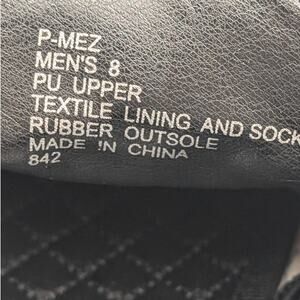 P-MEZ
MEN'S 8
PU UPPER
TEXTILE LINING AND SOCK
RUBBER OUTSOLE
MADE IN CHINA
842